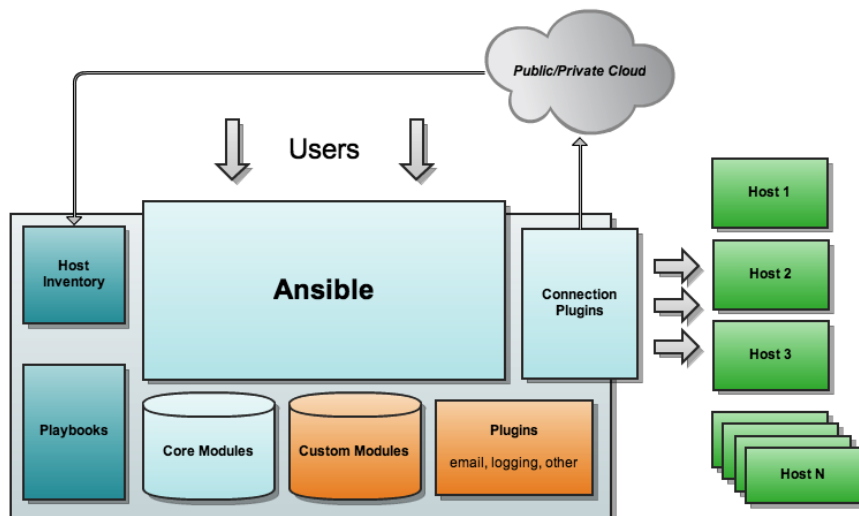 Public/Private Cloud
Users
Host 1
Host
Inventory
Ansible
Connection
Plugins
Host 2
Host 3
Playbooks
Core Modules
Custom Modules
Plugins
email, logging, other
Host N